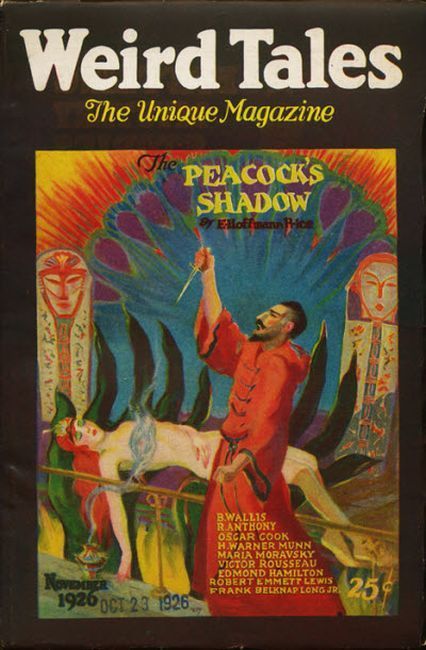 Weird Tales
The Unique Magazine
The
PEACOCK'S
SHADOW
By E. Hoffmann Price
B. WALLIS
R. ANTHONY
OSCAR COOK
H. WARNER MUNN
MARIA MORAVSKY
VICTOR ROUSSEAU
EDMOND HAMILTON
ROBERT EMMETT LEWIS
FRANK BELKNAP LONG JR.
NOVEMBER
1926
OCT 23 1926
25¢